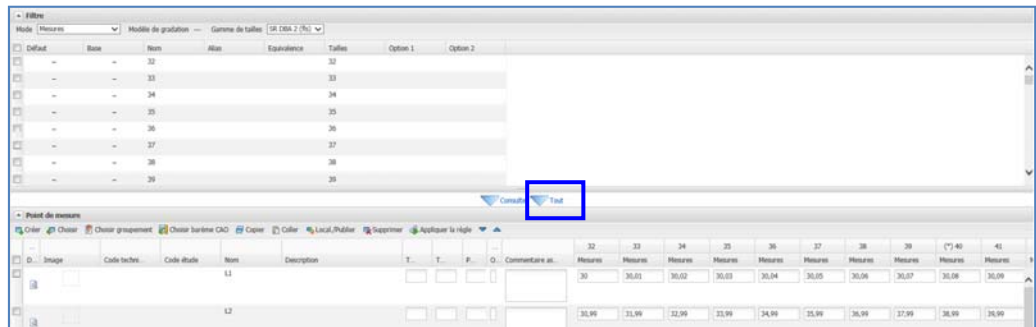 Filtre
Mode Mesures Modèle de gradation — Gamme de tailles SR DBA 2 (fh)
Défaut Base Nom Alias Equivalence Tailles Option 1 Option 2
– – 32 32
– – 33 33
– – 34 34
– – 35 35
– – 36 36
– – 37 37
– – 38 38
– – 39 39
Consulter Tout
Point de mesure
Créer Choisir Choisir groupement Choisir barème CAO Copier Coller Local./Publier Supprimer Appliquer la règle
... ... 32 33 34 35 36 37 38 39 (*) 40 41
D... Image Code techni... Code étude Nom Description T... T... P... O... Commentaire as... Mesures Mesures Mesures Mesures Mesures Mesures Mesures Mesures Mesures Mesures
L1 30 30,01 30,02 30,03 30,04 30,05 30,06 30,07 30,08 30,09
L2 30,99 31,99 32,99 33,99 34,99 35,99 36,99 37,99 38,99 39,99